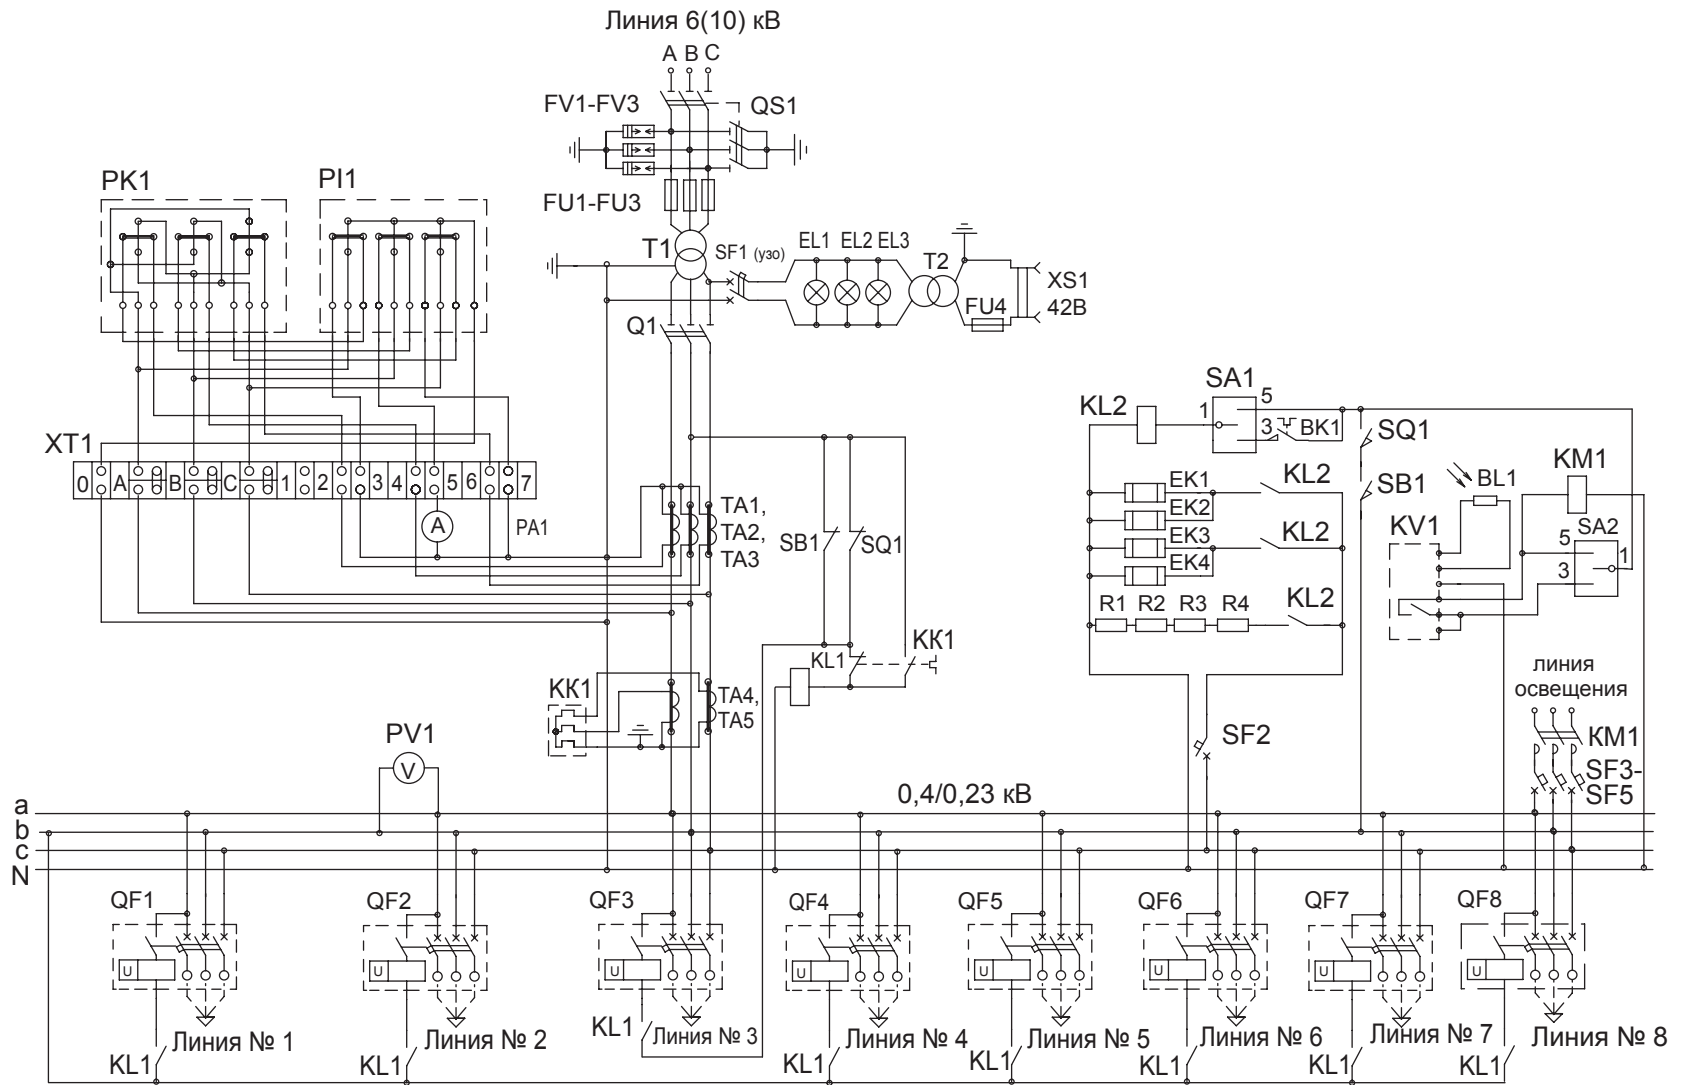 Линия 6(10) кВ
A B C
FV1-FV3
QS1
PK1
PI1
FU1-FU3
T1
SF1 (узо)
EL1 EL2 EL3
T2
XS1
42В
FU4
Q1
SA1
KL2
1
5
3
BK1
SQ1
XT1
0 A B C 1 2 3 4 5 6 7
A
PA1
TA1,
TA2,
TA3
SB1
SQ1
EK1
KL2
EK2
EK3
KL2
EK4
R1 R2 R3 R4
KL2
SB1
BL1
KM1
KV1
SA2
5
3
1
KL1
KK1
KK1
TA4,
TA5
линия
освещения
PV1
V
SF2
KM1
SF3-
SF5
0,4/0,23 кВ
a
b
c
N
QF1
QF2
QF3
QF4
QF5
QF6
QF7
QF8
U
U
U
U
U
U
U
U
KL1
Линия № 1
KL1
Линия № 2
KL1
Линия № 3
KL1
Линия № 4
KL1
Линия № 5
KL1
Линия № 6
KL1
Линия № 7
KL1
Линия № 8